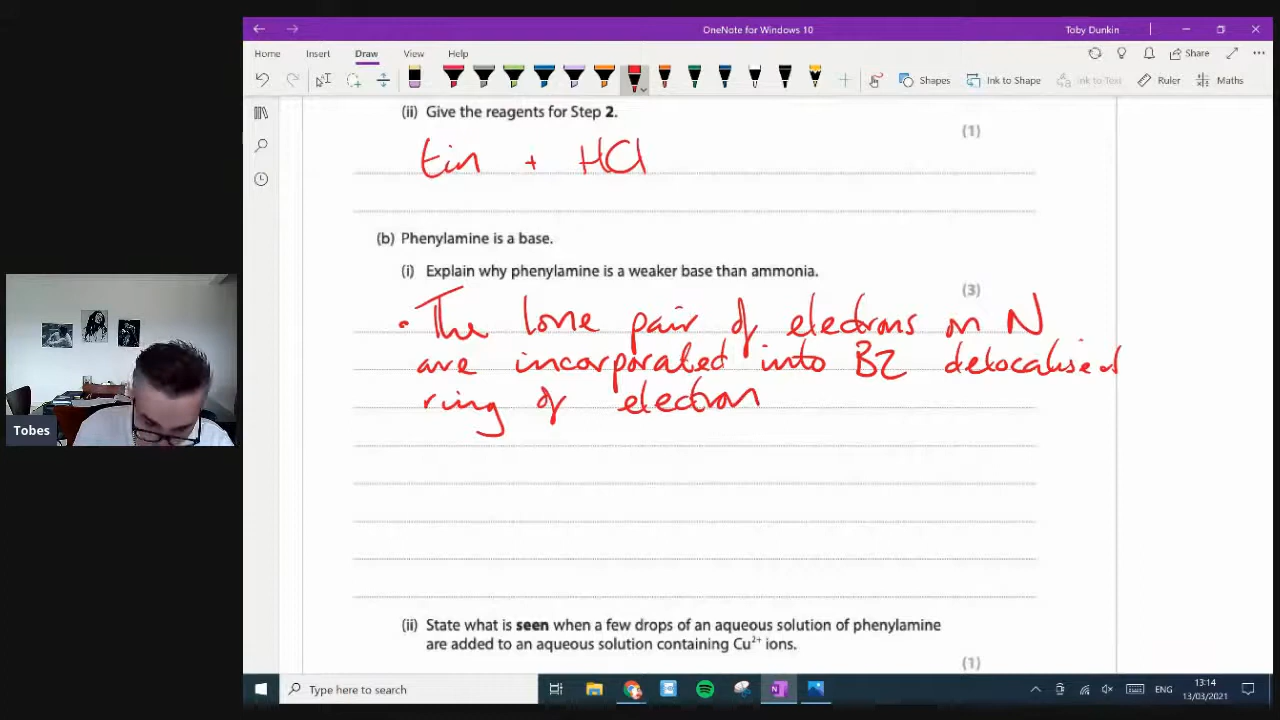 OneNote for Windows 10
Toby Dunkin
Home Insert Draw View Help
Share
Shapes Ink to Shape Ink to Text Ruler Maths
(ii) Give the reagents for Step 2.
(1)
tin + HCl
(b) Phenylamine is a base.
(i) Explain why phenylamine is a weaker base than ammonia.
(3)
• The lone pair of electrons on N
are incorporated into BZ delocalised
ring of electron
(ii) State what is seen when a few drops of an aqueous solution of phenylamine
are added to an aqueous solution containing Cu²⁺ ions.
(1)
Tobes
Type here to search
ENG
13:14
13/03/2021